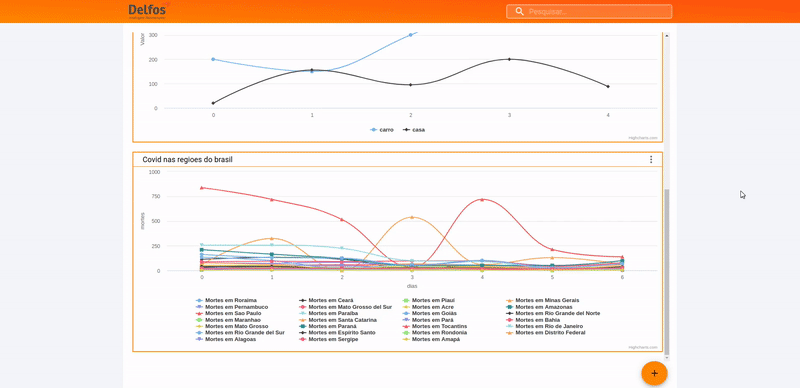 Delfos
Pesquisar...
Valor
300
200
100
0
0 1 2 3 4
carro casa
Highcharts.com
Covid nas regioes do brasil
mortes
1000
750
500
250
0
0 1 2 3 4 5 6
dias
Mortes em Roraima Mortes em Ceará Mortes em Piauí Mortes em Minas Gerais
Mortes em Pernambuco Mortes em Mato Grosso del Sur Mortes em Acre Mortes em Amazonas
Mortes em Sao Paulo Mortes em Paraíba Mortes em Goiás Mortes em Rio Grande del Norte
Mortes em Maranhao Mortes em Santa Catarina Mortes em Pará Mortes em Bahia
Mortes em Mato Grosso Mortes em Paraná Mortes em Tocantins Mortes em Rio de Janeiro
Mortes em Rio Grande del Sur Mortes em Espirito Santo Mortes em Rondonia Mortes em Distrito Federal
Mortes em Alagoas Mortes em Sergipe Mortes em Amapá
Highcharts.com
+